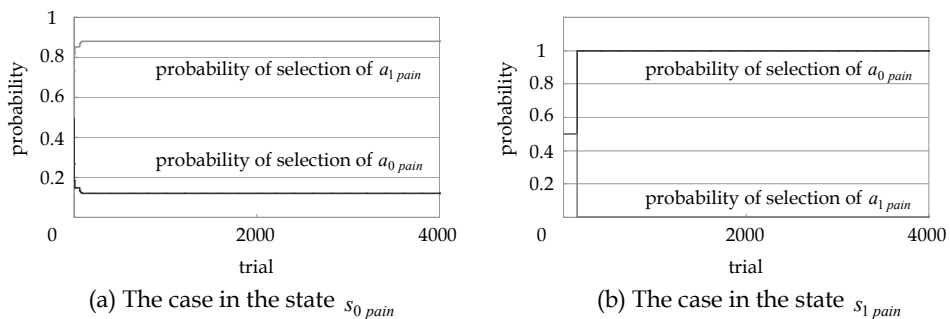 1
0.8
0.6
0.4
0.2
0
2000
4000
probability
trial
probability of selection of a1 pain
probability of selection of a0 pain
(a) The case in the state s0 pain
1
0.8
0.6
0.4
0.2
0
2000
4000
probability
trial
probability of selection of a0 pain
probability of selection of a1 pain
(b) The case in the state s1 pain